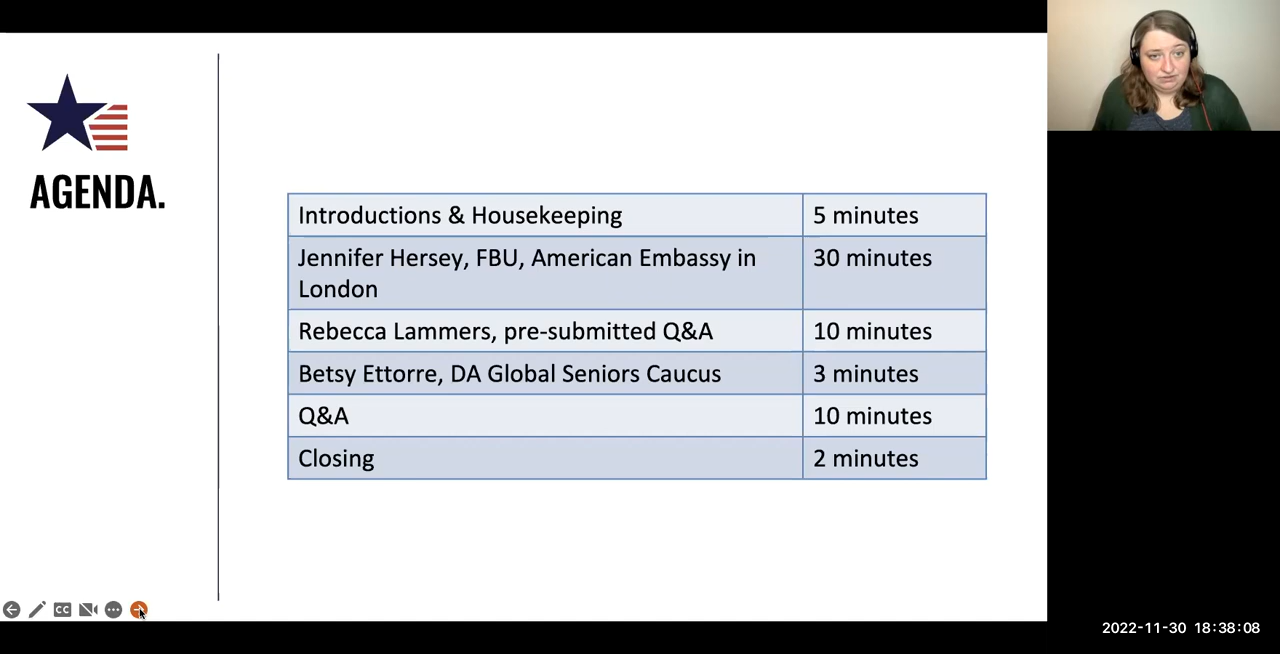 AGENDA.
Introductions & Housekeeping
5 minutes
Jennifer Hersey, FBU, American Embassy in
London
30 minutes
Rebecca Lammers, pre-submitted Q&A
10 minutes
Betsy Ettorre, DA Global Seniors Caucus
3 minutes
Q&A
10 minutes
Closing
2 minutes
CC
2022-11-30 18:38:08